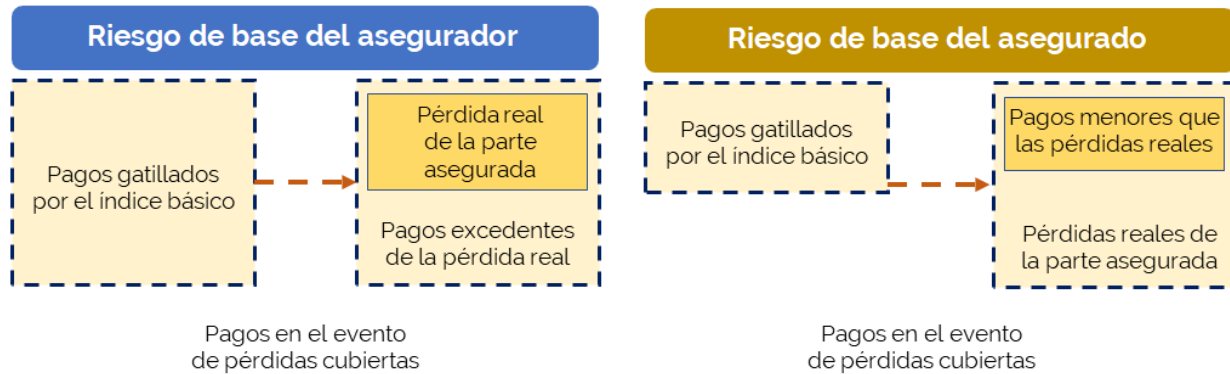 Riesgo de base del asegurador
Pagos gatillados
por el índice básico
Pérdida real
de la parte
asegurada
Pagos excedentes
de la pérdida real
Pagos en el evento
de pérdidas cubiertas
Riesgo de base del asegurado
Pagos gatillados
por el índice básico
Pagos menores que
las pérdidas reales
Pérdidas reales de
la parte asegurada
Pagos en el evento
de pérdidas cubiertas